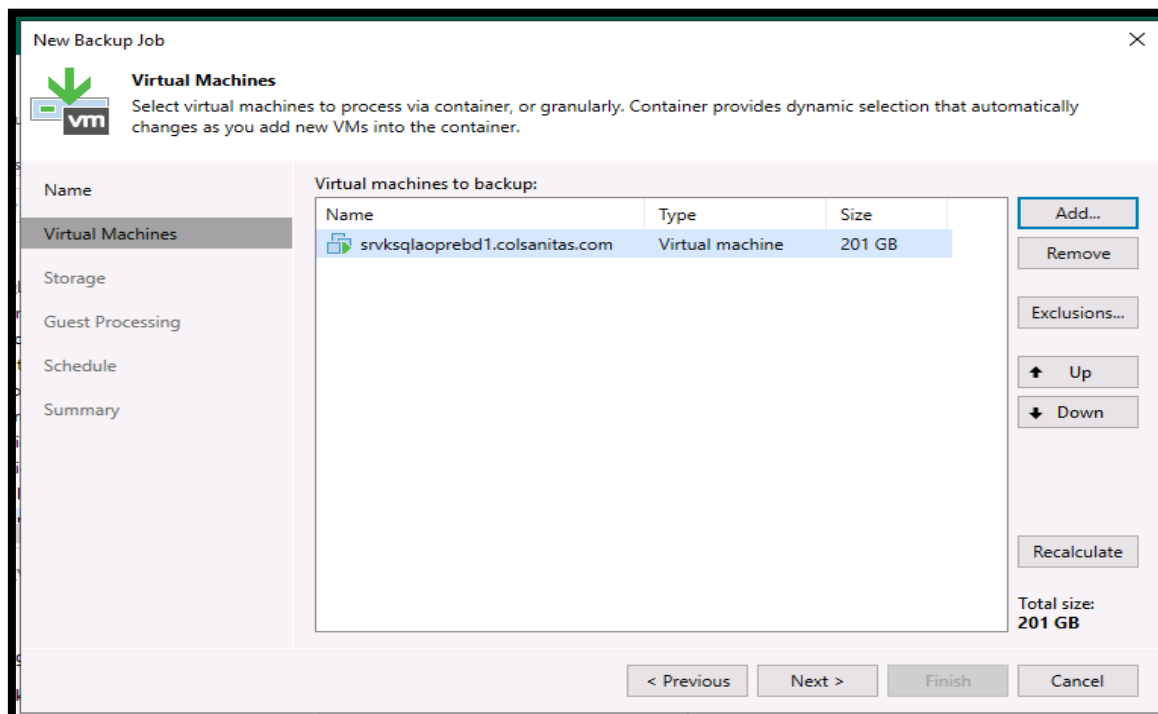 New Backup Job
Virtual Machines
Select virtual machines to process via container, or granularly. Container provides dynamic selection that automatically
changes as you add new VMs into the container.
vm
Name
Virtual Machines
Storage
Guest Processing
Schedule
Summary
Virtual machines to backup:
Name Type Size
srvksqlaoprebd1.colsanitas.com Virtual machine 201 GB
Add...
Remove
Exclusions...
Up
Down
Recalculate
Total size:
201 GB
< Previous Next > Finish Cancel